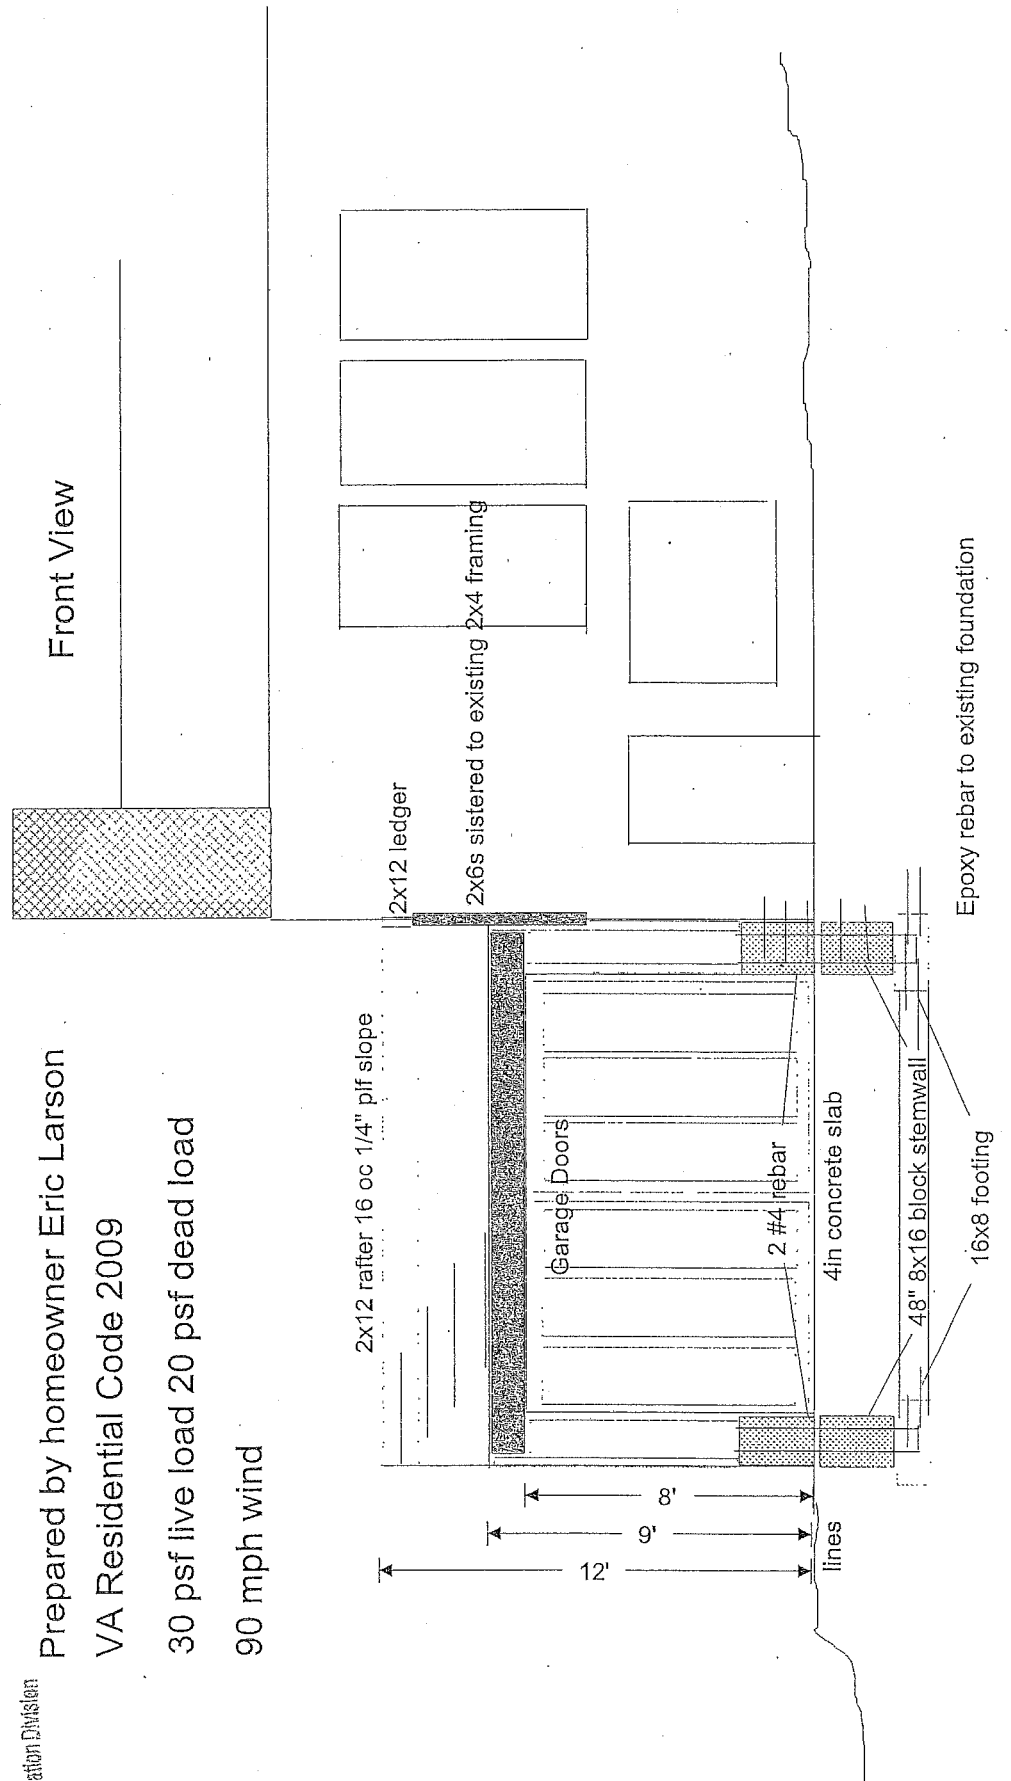 Front View
Prepared by homeowner Eric Larson
VA Residential Code 2009
30 psf live load 20 psf dead load
90 mph wind
2x12 rafter 16 oc 1/4" plf slope
2x12 ledger
2x6s sistered to existing 2x4 framing
Garage Doors
8'
9'
12'
2 #4 rebar
4in concrete slab
lines
48" 8x16 block stemwall
16x8 footing
Epoxy rebar to existing foundation
Division